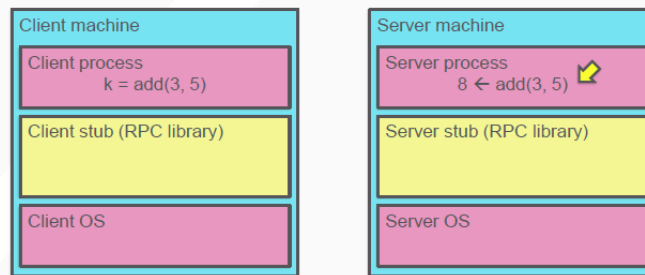 Client machine
Client process
k = add(3, 5)
Client stub (RPC library)
Client OS
Server machine
Server process
8 ← add(3, 5)
Server stub (RPC library)
Server OS